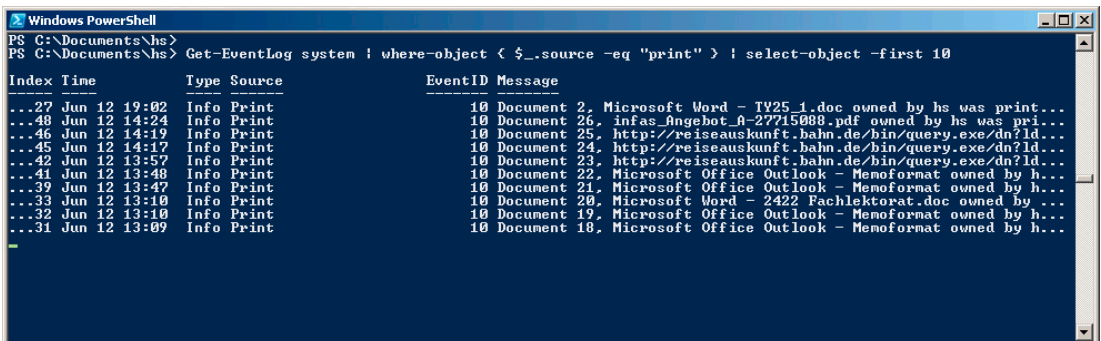 Windows PowerShell
PS C:\Documents\hs>
PS C:\Documents\hs> Get-EventLog system | where-object { $_.source -eq "print" } | select-object -first 10
Index Time Type Source EventID Message
----- ---- ---- ------ ------- -------
...27 Jun 12 19:02 Info Print 10 Document 2, Microsoft Word - TY25_1.doc owned by hs was print...
...48 Jun 12 14:24 Info Print 10 Document 26, infas_Angebot_A-27715088.pdf owned by hs was pri...
...46 Jun 12 14:19 Info Print 10 Document 25, http://reiseauskunft.bahn.de/bin/query.exe/dn?ld...
...45 Jun 12 14:17 Info Print 10 Document 24, http://reiseauskunft.bahn.de/bin/query.exe/dn?ld...
...42 Jun 12 13:57 Info Print 10 Document 23, http://reiseauskunft.bahn.de/bin/query.exe/dn?ld...
...41 Jun 12 13:48 Info Print 10 Document 22, Microsoft Office Outlook - Memoformat owned by h...
...39 Jun 12 13:47 Info Print 10 Document 21, Microsoft Office Outlook - Memoformat owned by h...
...33 Jun 12 13:10 Info Print 10 Document 20, Microsoft Word - 2422 Fachlektorat.doc owned by ...
...32 Jun 12 13:10 Info Print 10 Document 19, Microsoft Office Outlook - Memoformat owned by h...
...31 Jun 12 13:09 Info Print 10 Document 18, Microsoft Office Outlook - Memoformat owned by h...